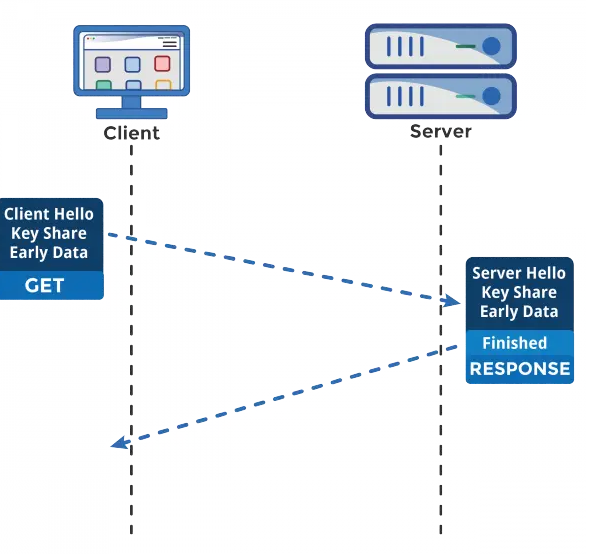 Client
Server
Client Hello
Key Share
Early Data
GET
Server Hello
Key Share
Early Data
Finished
RESPONSE